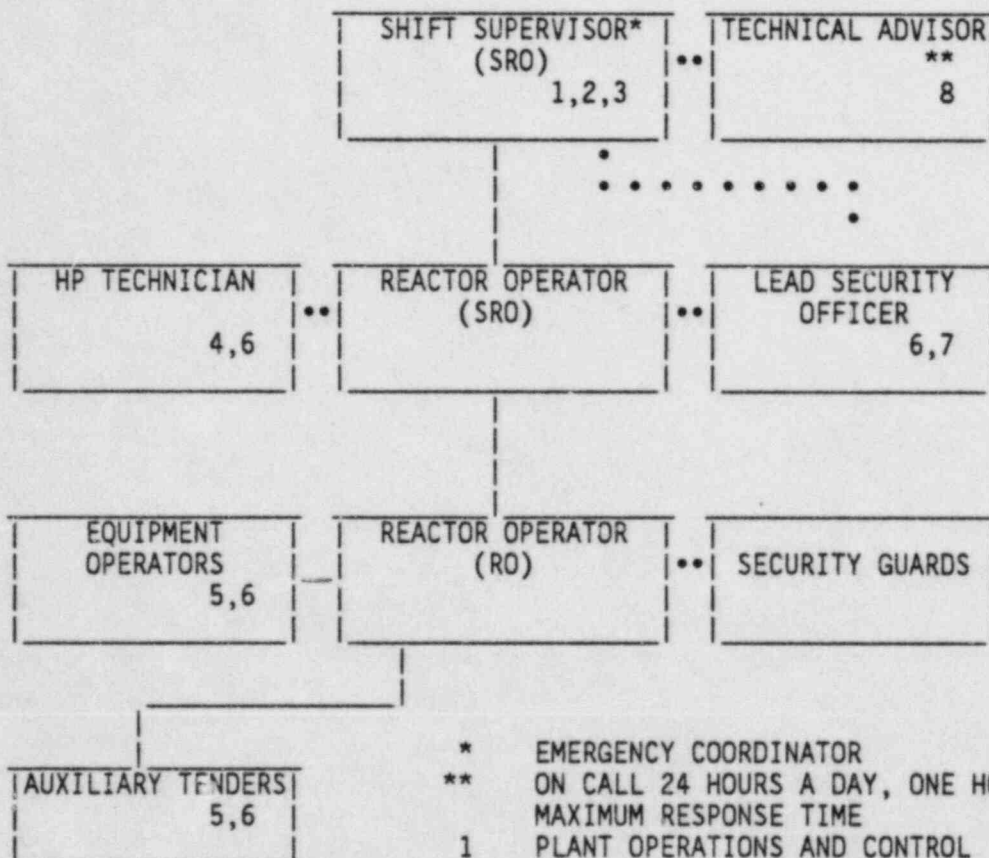 SHIFT SUPERVISOR*
(SRO)
1,2,3
TECHNICAL ADVISOR
**
8
HP TECHNICIAN
4,6
REACTOR OPERATOR
(SRO)
LEAD SECURITY
OFFICER
6,7
EQUIPMENT
OPERATORS
5,6
REACTOR OPERATOR
(RO)
SECURITY GUARDS
AUXILIARY TENDERS
5,6
* EMERGENCY COORDINATOR
** ON CALL 24 HOURS A DAY, ONE
MAXIMUM RESPONSE TIME
1 PLANT OPERATIONS AND CONTROL